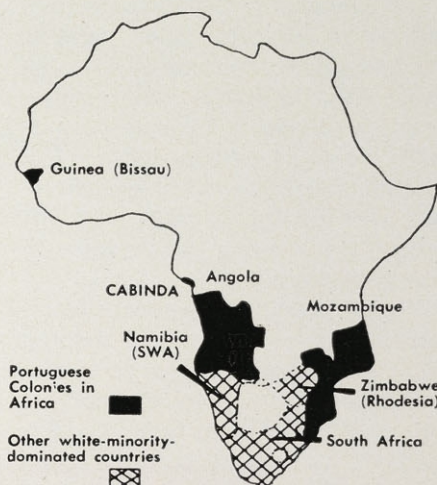 Guinea (Bissau)
CABINDA
Angola
Mozambique
Namibia
(SWA)
Zimbabwe
(Rhodesia)
South Africa
Portuguese
Colonies in
Africa
Other white-minority-
dominated countries